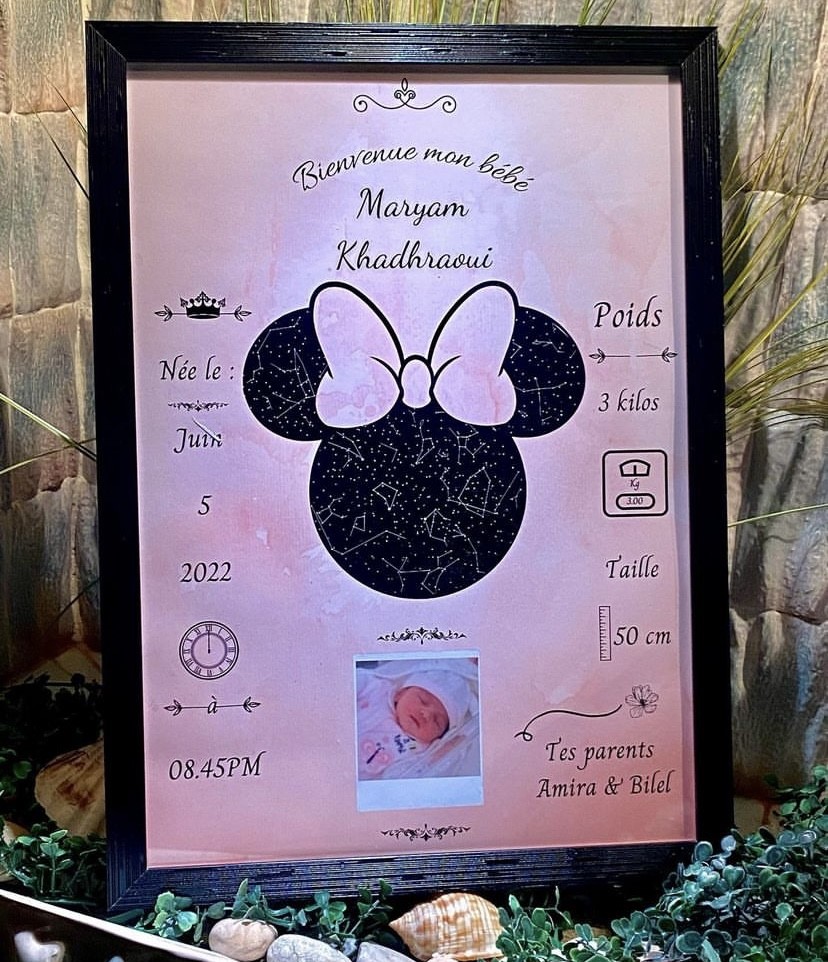 Bienvenue mon bébé
Maryam
Khadhraoui
Née le :
Juin
5
2022
à
08.45PM
Poids
3 kilos
Kg
3.00
Taille
50 cm
Tes parents
Amira & Bilel